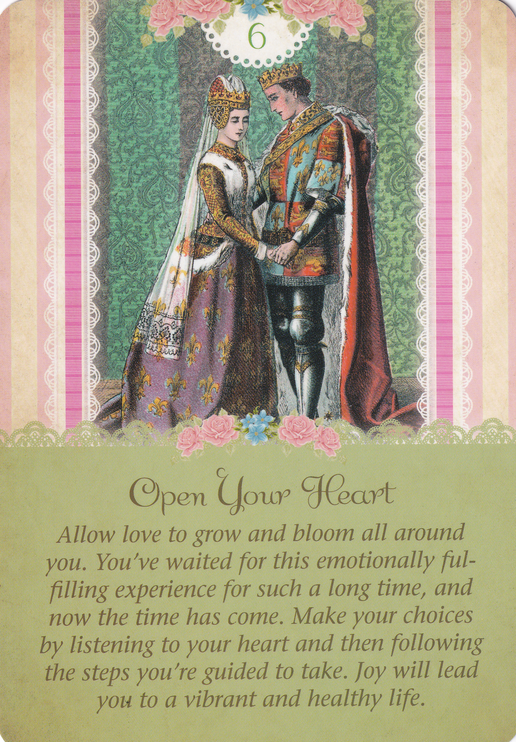 6
Open Your Heart
Allow love to grow and bloom all around
you. You've waited for this emotionally ful-
filling experience for such a long time, and
now the time has come. Make your choices
by listening to your heart and then following
the steps you're guided to take. Joy will lead
you to a vibrant and healthy life.